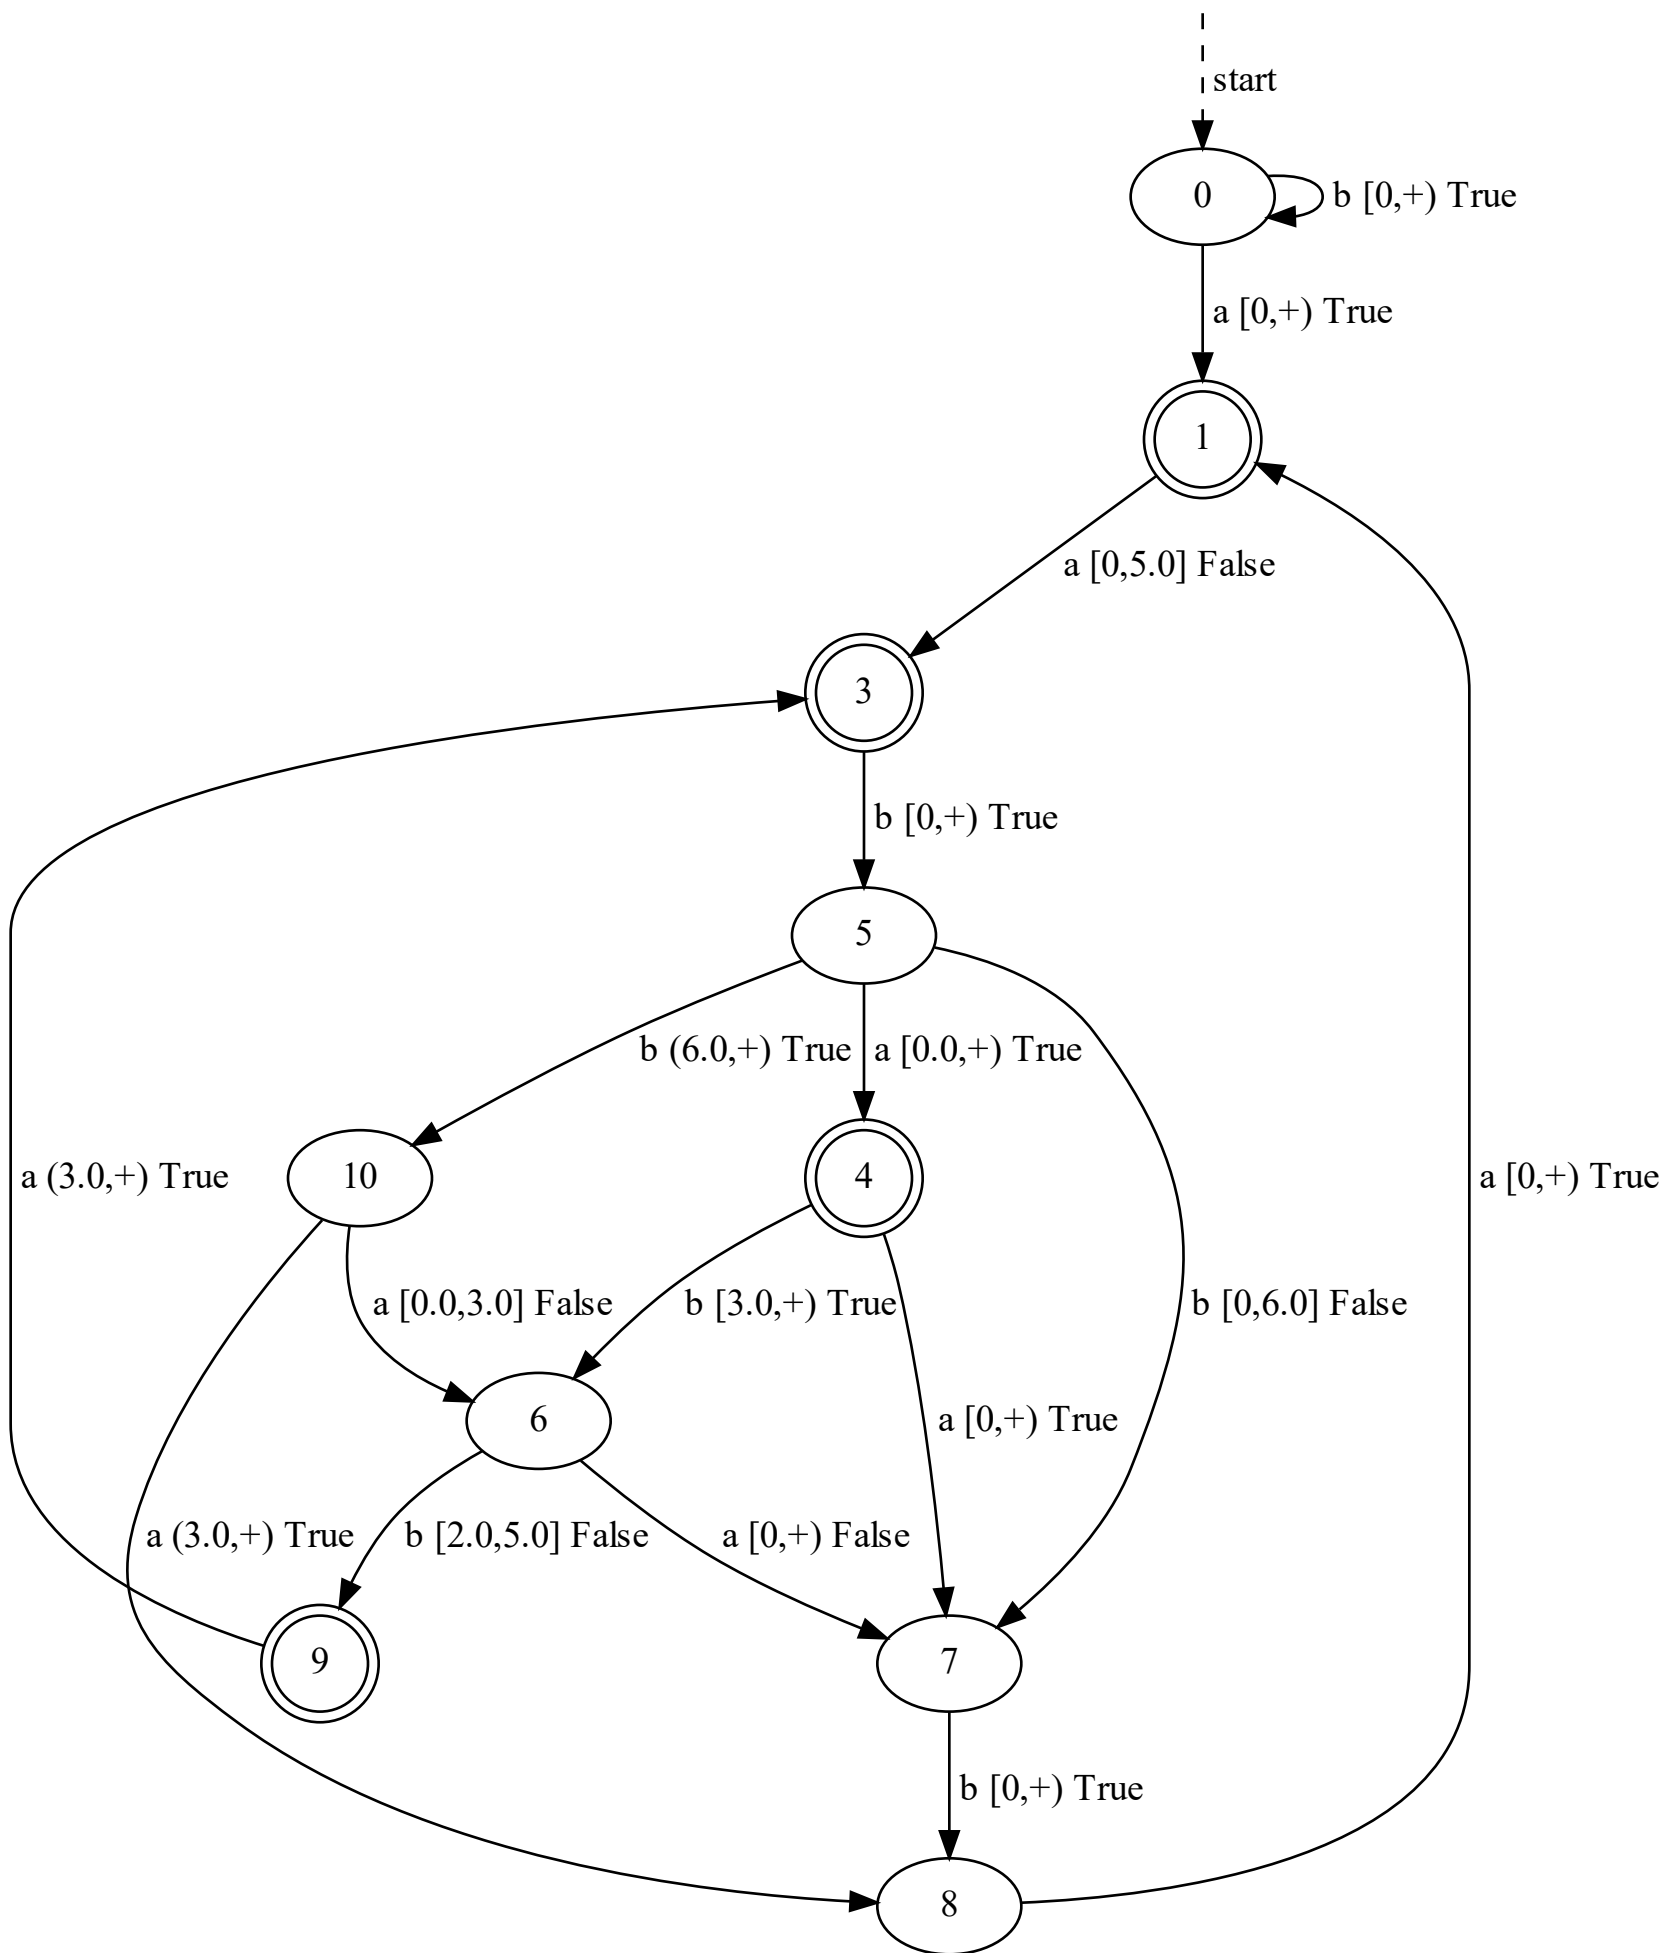 start
0
b [0,+) True
a [0,+) True
1
a [0,5.0] False
3
b [0,+) True
5
b (6.0,+) True
a [0.0,+) True
a (3.0,+) True
10
4
a [0,+) True
a [0.0,3.0] False
b [3.0,+) True
b [0,6.0] False
6
a [0,+) True
a (3.0,+) True
b [2.0,5.0] False
a [0,+) False
9
7
b [0,+) True
8